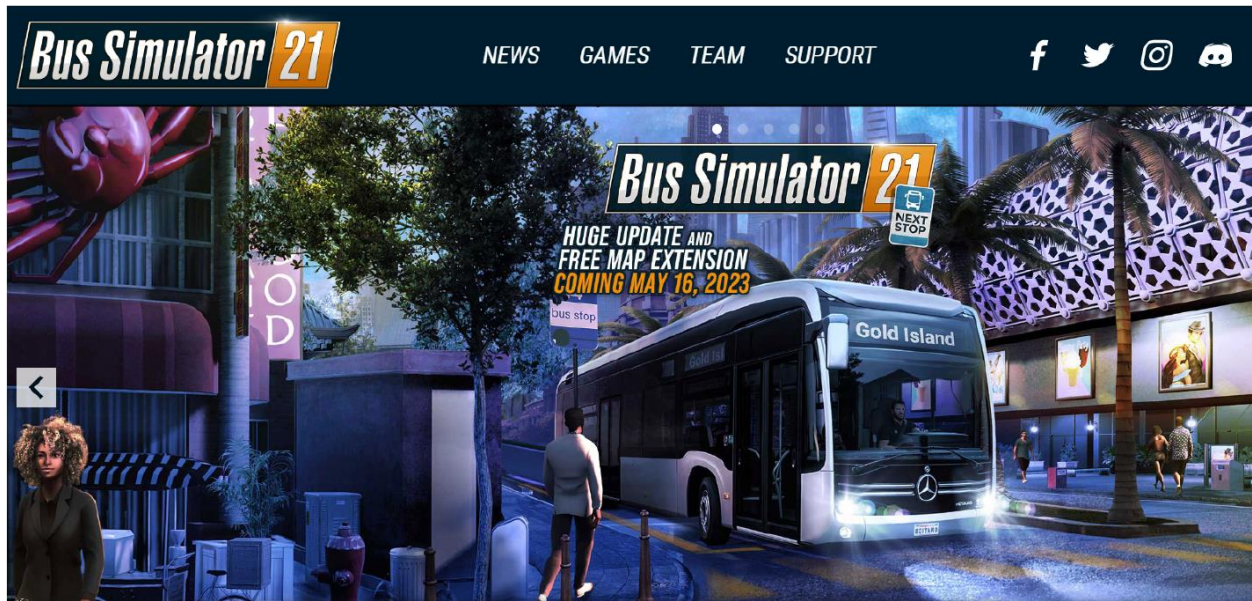 Bus Simulator 21
NEWS GAMES TEAM SUPPORT
Bus Simulator 21
NEXT
STOP
HUGE UPDATE AND
FREE MAP EXTENSION
COMING MAY 16, 2023
bus stop
Gold Isl
Gold Island
O
D